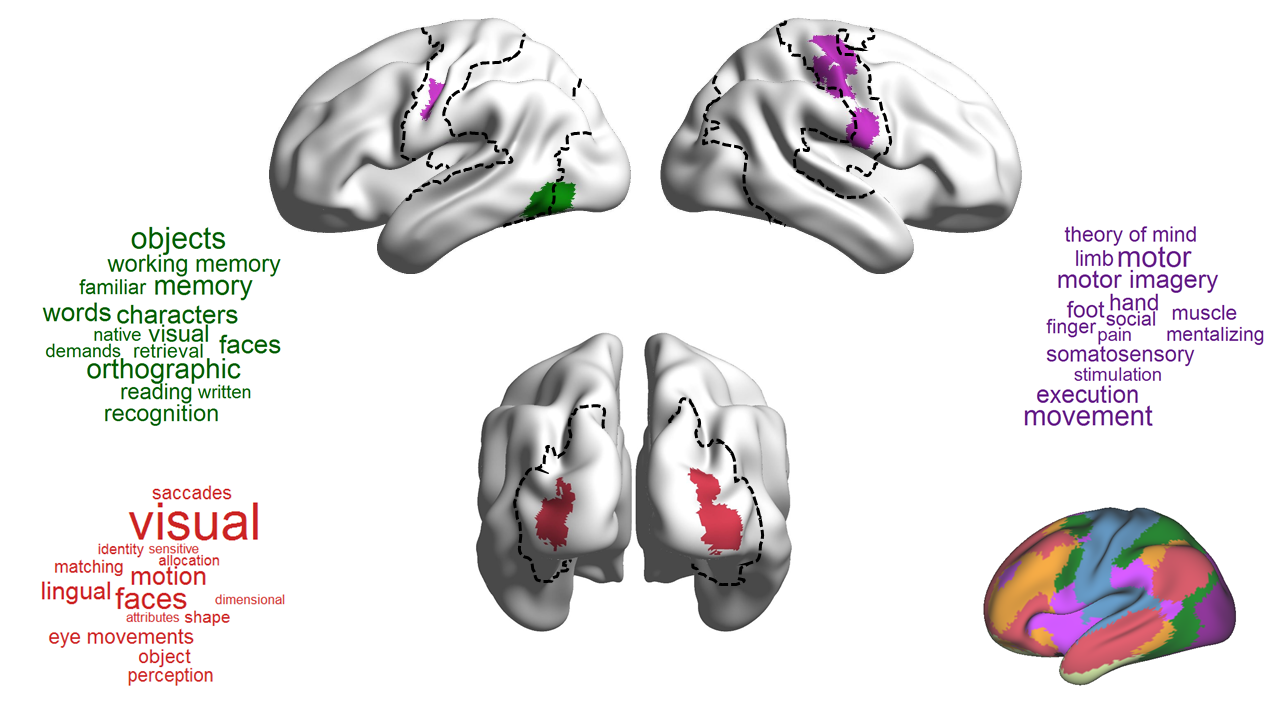 objects
working memory
familiar memory
words characters
native visual
demands retrieval faces
orthographic
reading written
recognition
theory of mind
limb motor
motor imagery
foot hand
social muscle
finger pain mentalizing
somatosensory
stimulation
execution
movement
saccades
visual
identity sensitive
matching allocation
motion
lingual faces dimensional
attributes shape
eye movements
object
perception